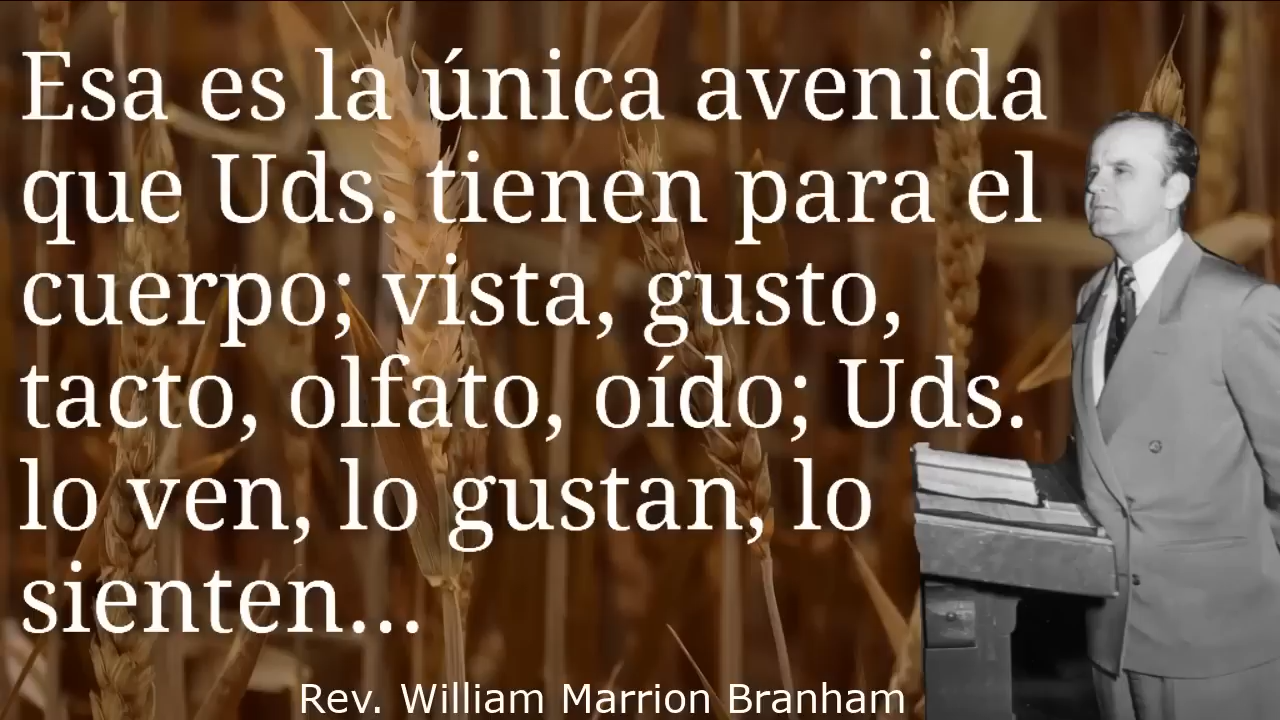 Esa es la única avenida
que Uds. tienen para el
cuerpo; vista, gusto,
tacto, olfato, oído; Uds.
lo ven, lo gustan, lo
sienten...
Rev. William Marrion Branham